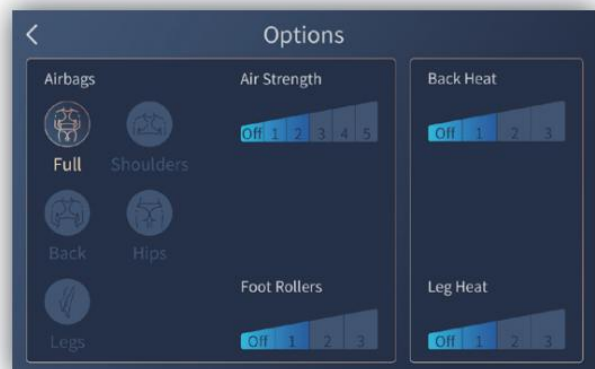 Options
Airbags
Full
Shoulders
Back
Hips
Legs
Air Strength
Off 1 2 3 4 5
Foot Rollers
Off 1 2 3
Back Heat
Off 1 2 3
Leg Heat
Off 1 2 3